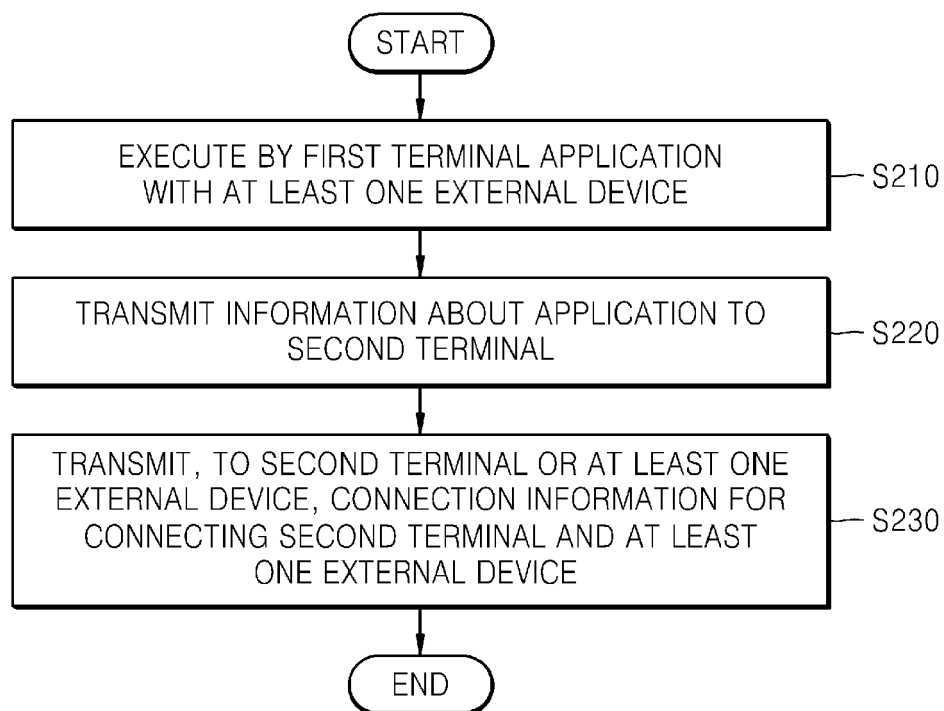 START
EXECUTE BY FIRST TERMINAL APPLICATION
WITH AT LEAST ONE EXTERNAL DEVICE
S210
TRANSMIT INFORMATION ABOUT APPLICATION TO
SECOND TERMINAL
S220
TRANSMIT, TO SECOND TERMINAL OR AT LEAST ONE
EXTERNAL DEVICE, CONNECTION INFORMATION FOR
CONNECTING SECOND TERMINAL AND AT LEAST
ONE EXTERNAL DEVICE
S230
END